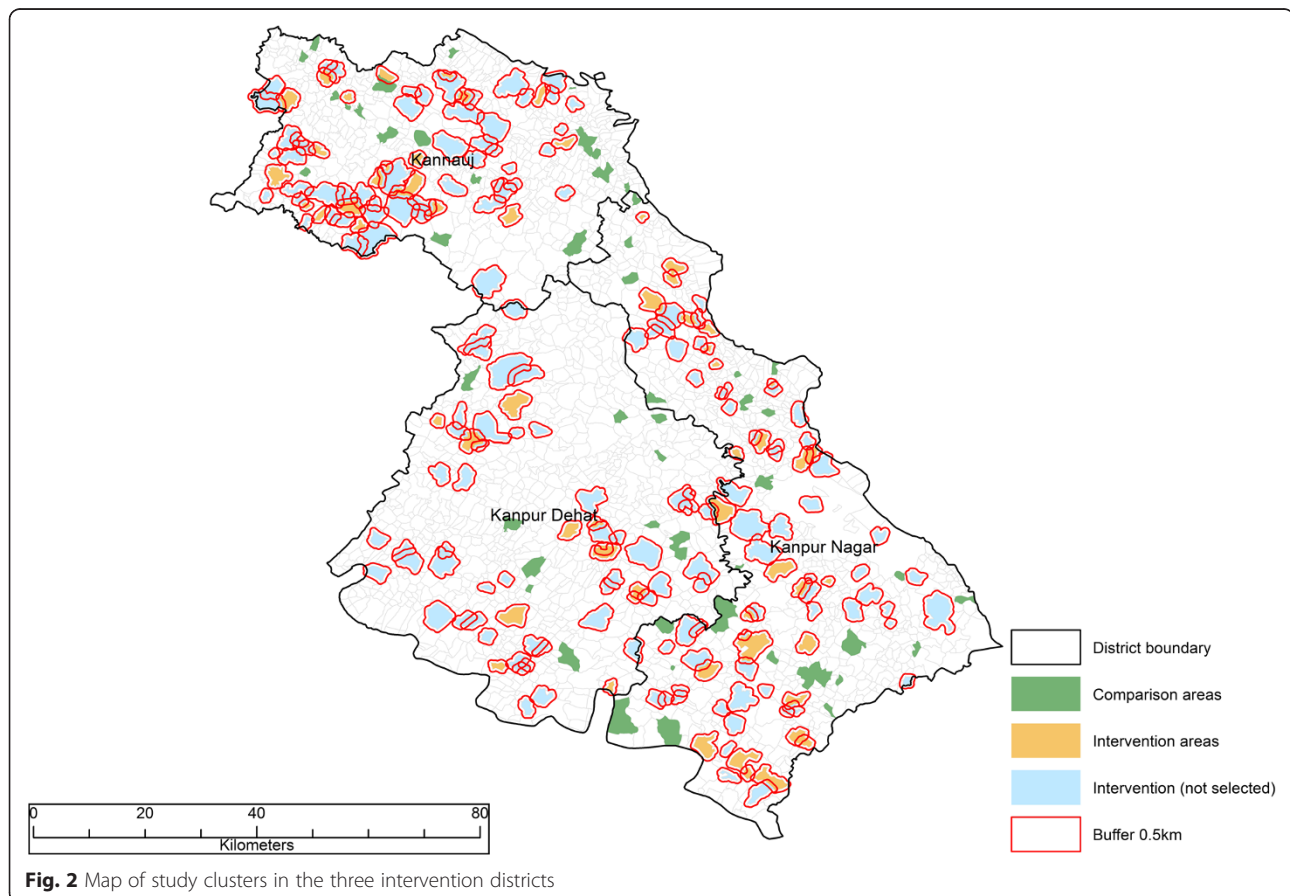 Kannauj
Kanpur Dehat
Kanpur Nagar
District boundary
Comparison areas
Intervention areas
Intervention (not selected)
Buffer 0.5km
0 20 40 60 80
Kilometers
Fig. 2 Map of study clusters in the three intervention districts